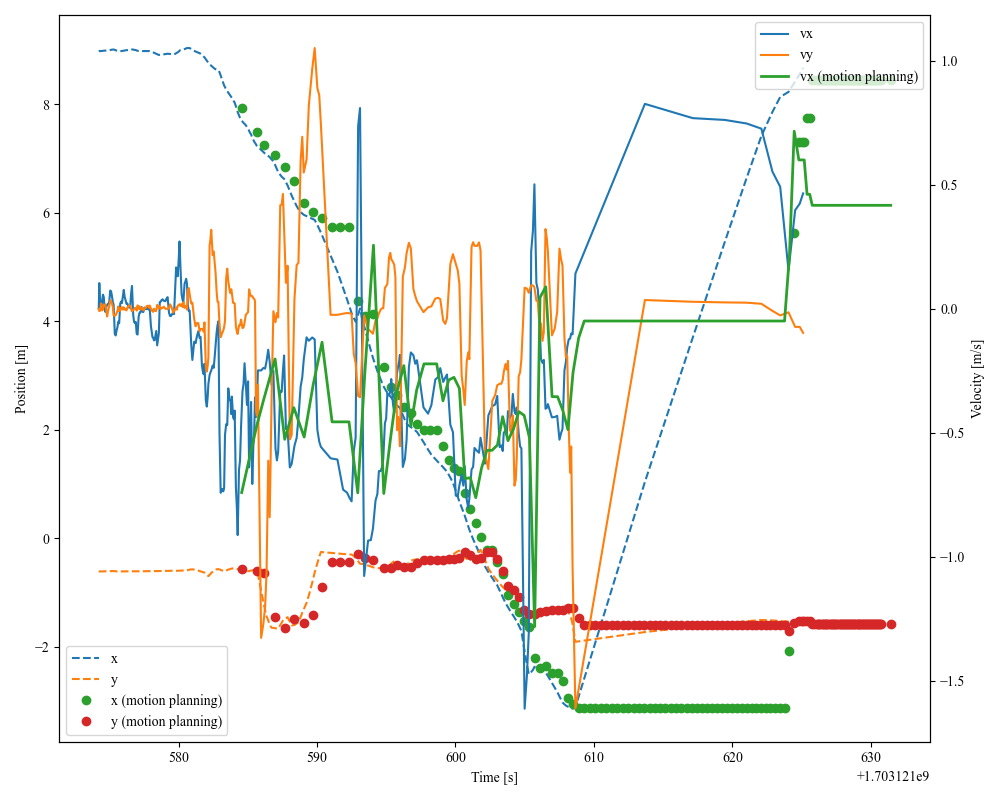 vx
vy
vx (motion planning)
8
6
4
2
0
−2
1.0
0.5
0.0
−0.5
−1.0
−1.5
Position [m]
Velocity [m/s]
x
y
x (motion planning)
y (motion planning)
580
590
600
610
620
630
Time [s]
+1.703121e9